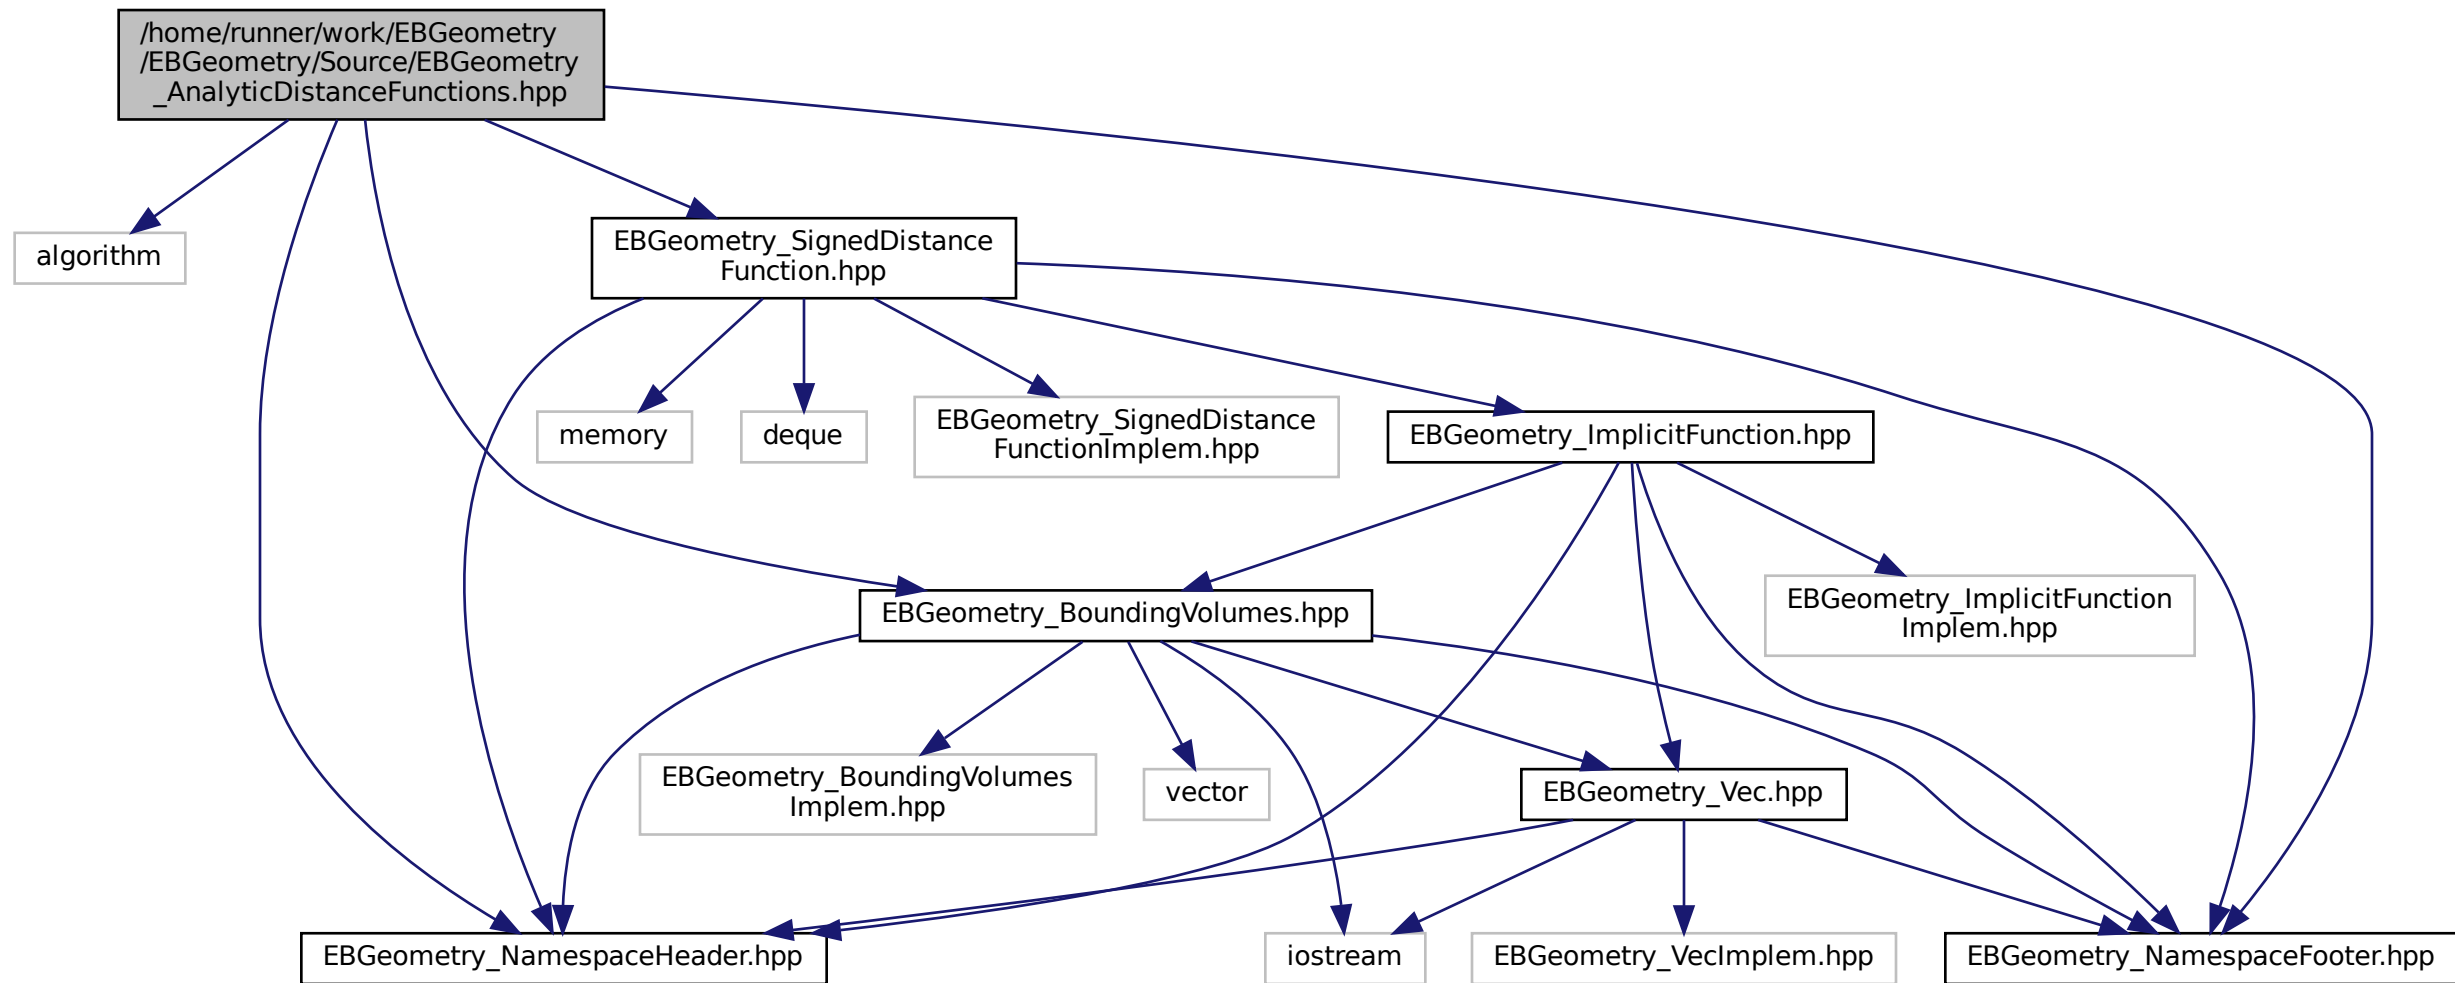 /home/runner/work/EBGeometry
/EBGeometry/Source/EBGeometry
_AnalyticDistanceFunctions.hpp
algorithm
EBGeometry_SignedDistance
Function.hpp
memory
deque
EBGeometry_SignedDistance
FunctionImplem.hpp
EBGeometry_ImplicitFunction.hpp
EBGeometry_BoundingVolumes.hpp
EBGeometry_ImplicitFunction
Implem.hpp
EBGeometry_BoundingVolumes
Implem.hpp
vector
EBGeometry_Vec.hpp
EBGeometry_NamespaceHeader.hpp
iostream
EBGeometry_VecImplem.hpp
EBGeometry_NamespaceFooter.hpp